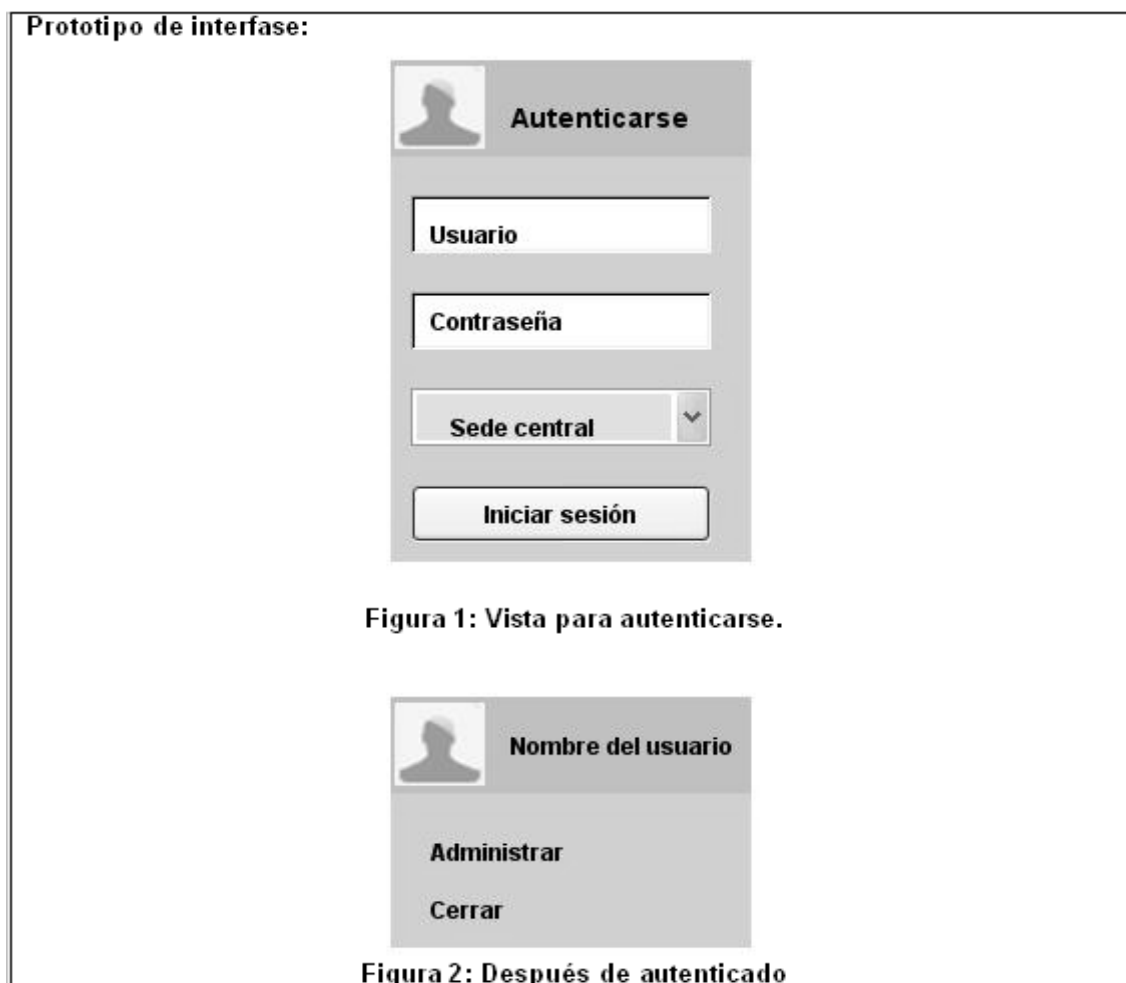 Prototipo de interfase:
Autenticarse
Usuario
Contraseña
Sede central
Iniciar sesión
Figura 1: Vista para autenticarse.
Nombre del usuario
Administrar
Cerrar
Figura 2: Después de autenticado